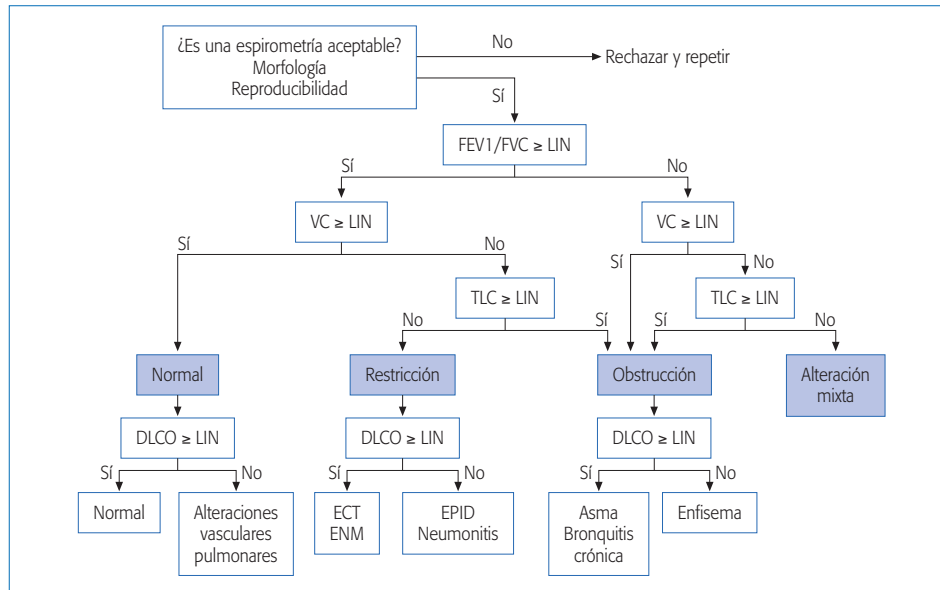 ¿Es una espirometría aceptable?
Morfología
Reproducibilidad
No
Rechazar y repetir
Sí
FEV1/FVC ≥ LIN
Sí
No
VC ≥ LIN
VC ≥ LIN
Sí
No
Sí
No
TLC ≥ LIN
TLC ≥ LIN
No
Sí
Sí
No
Normal
Restricción
Obstrucción
Alteración
mixta
DLCO ≥ LIN
DLCO ≥ LIN
DLCO ≥ LIN
Sí
No
Sí
No
Sí
No
Normal
Alteraciones
vasculares
pulmonares
ECT
ENM
EPID
Neumonitis
Asma
Bronquitis
crónica
Enfisema